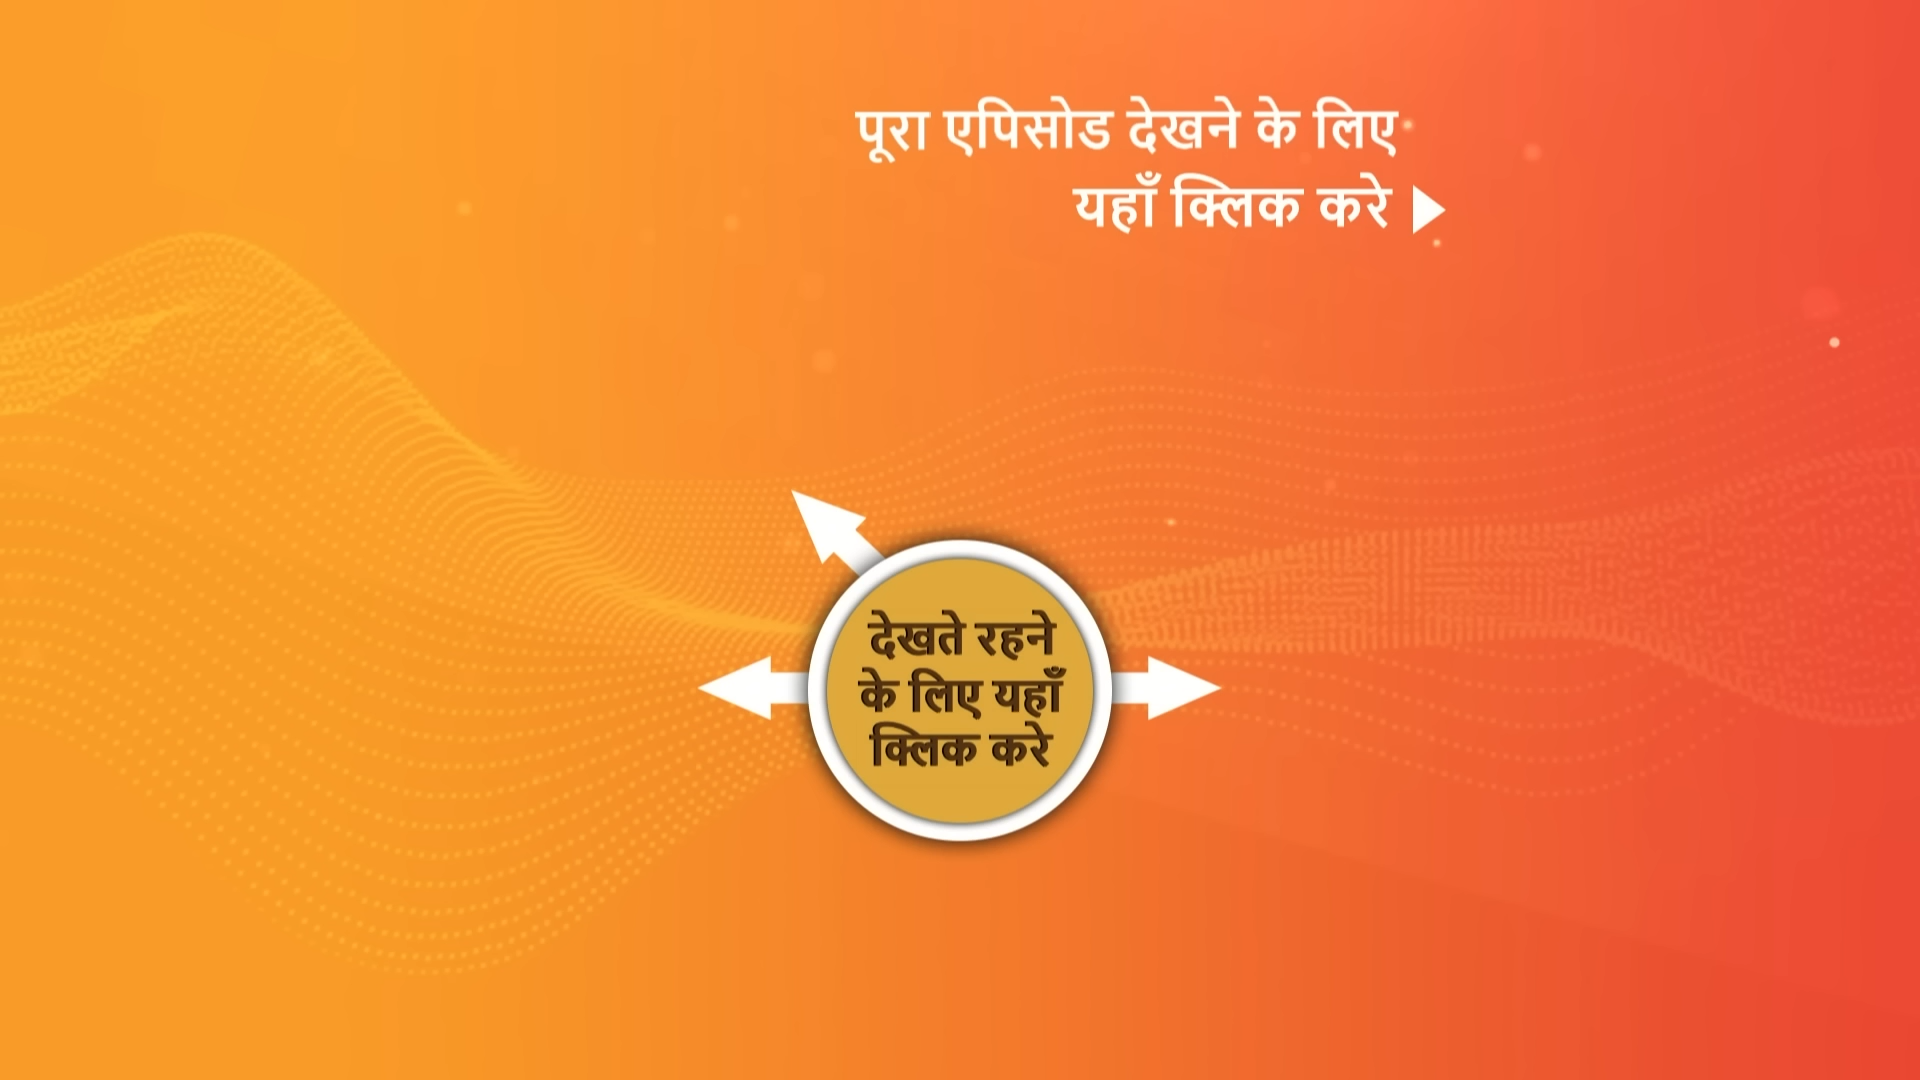 पूरा एपिसोड देखने के लिए
यहाँ क्लिक करे
देखते रहने
के लिए यहाँ
क्लिक करे